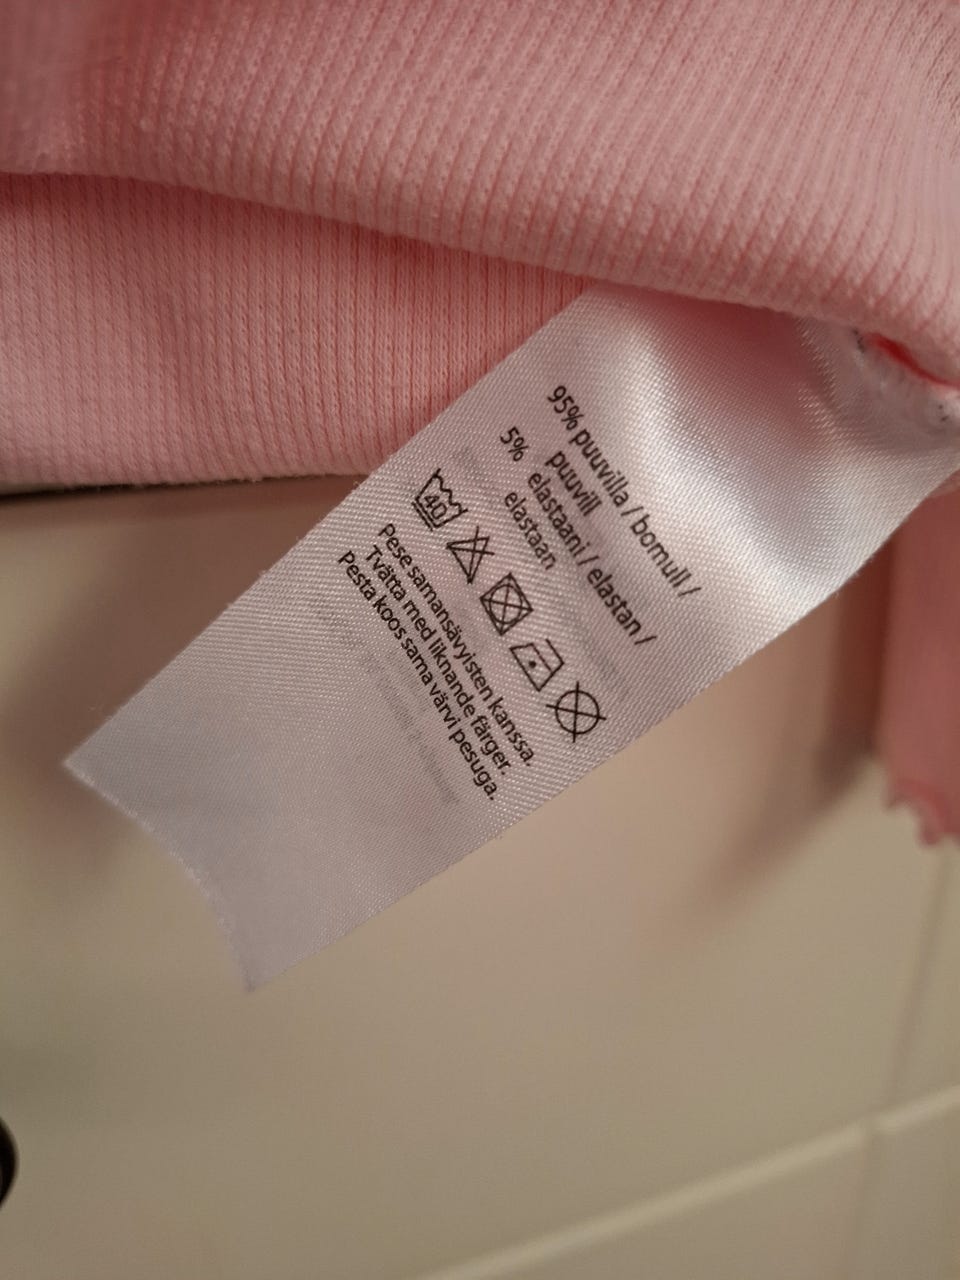 95% puuvilla / bomull /
puuvill
5% elastaani / elastan /
elastaan
40
Pese samansävyisten kanssa.
Tvätta med liknande färger.
Pesta koos sama värvi pesuga.